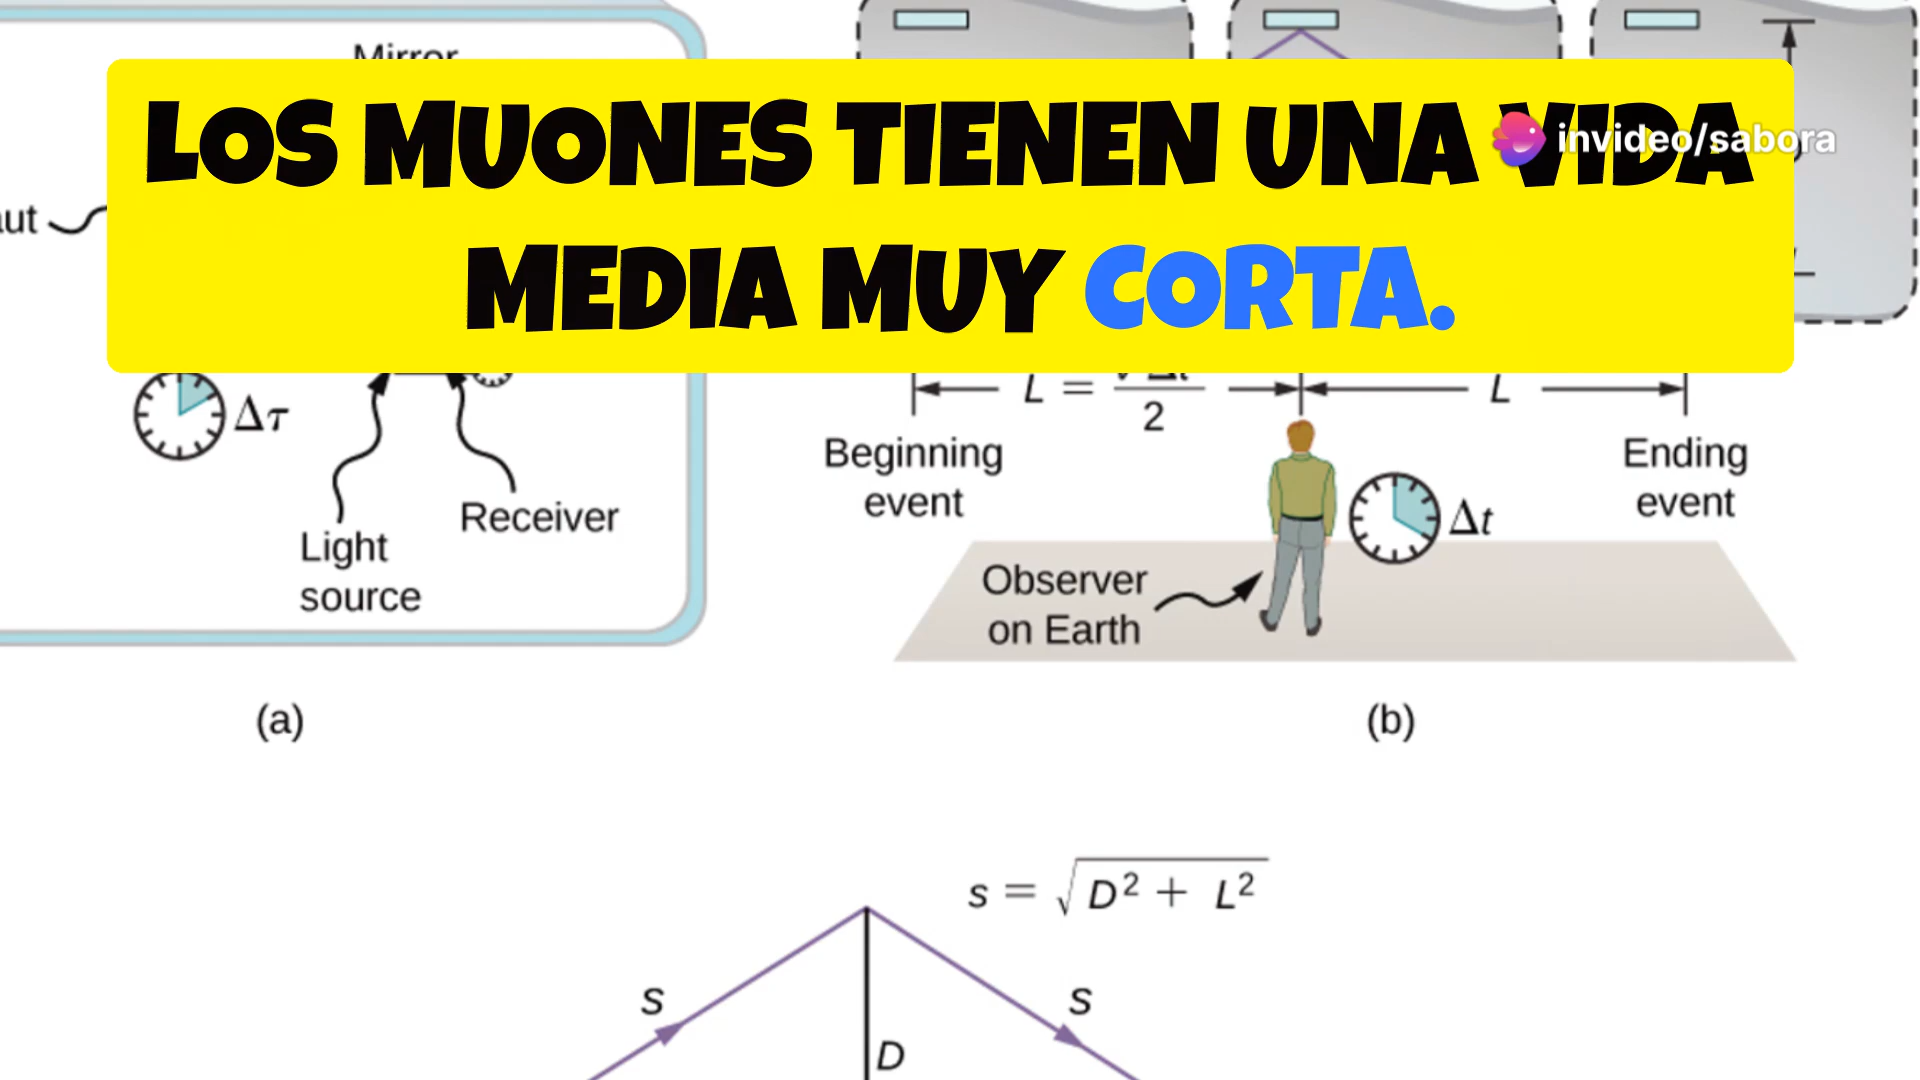 Mirror
LOS MUONES TIENEN UNA VIDA
invideo/sabora
MEDIA MUY CORTA.
Δτ
L =
2
L
Beginning
event
Ending
event
Light
source
Receiver
Δt
Observer
on Earth
(a)
(b)
s = √D² + L²
s
s
D